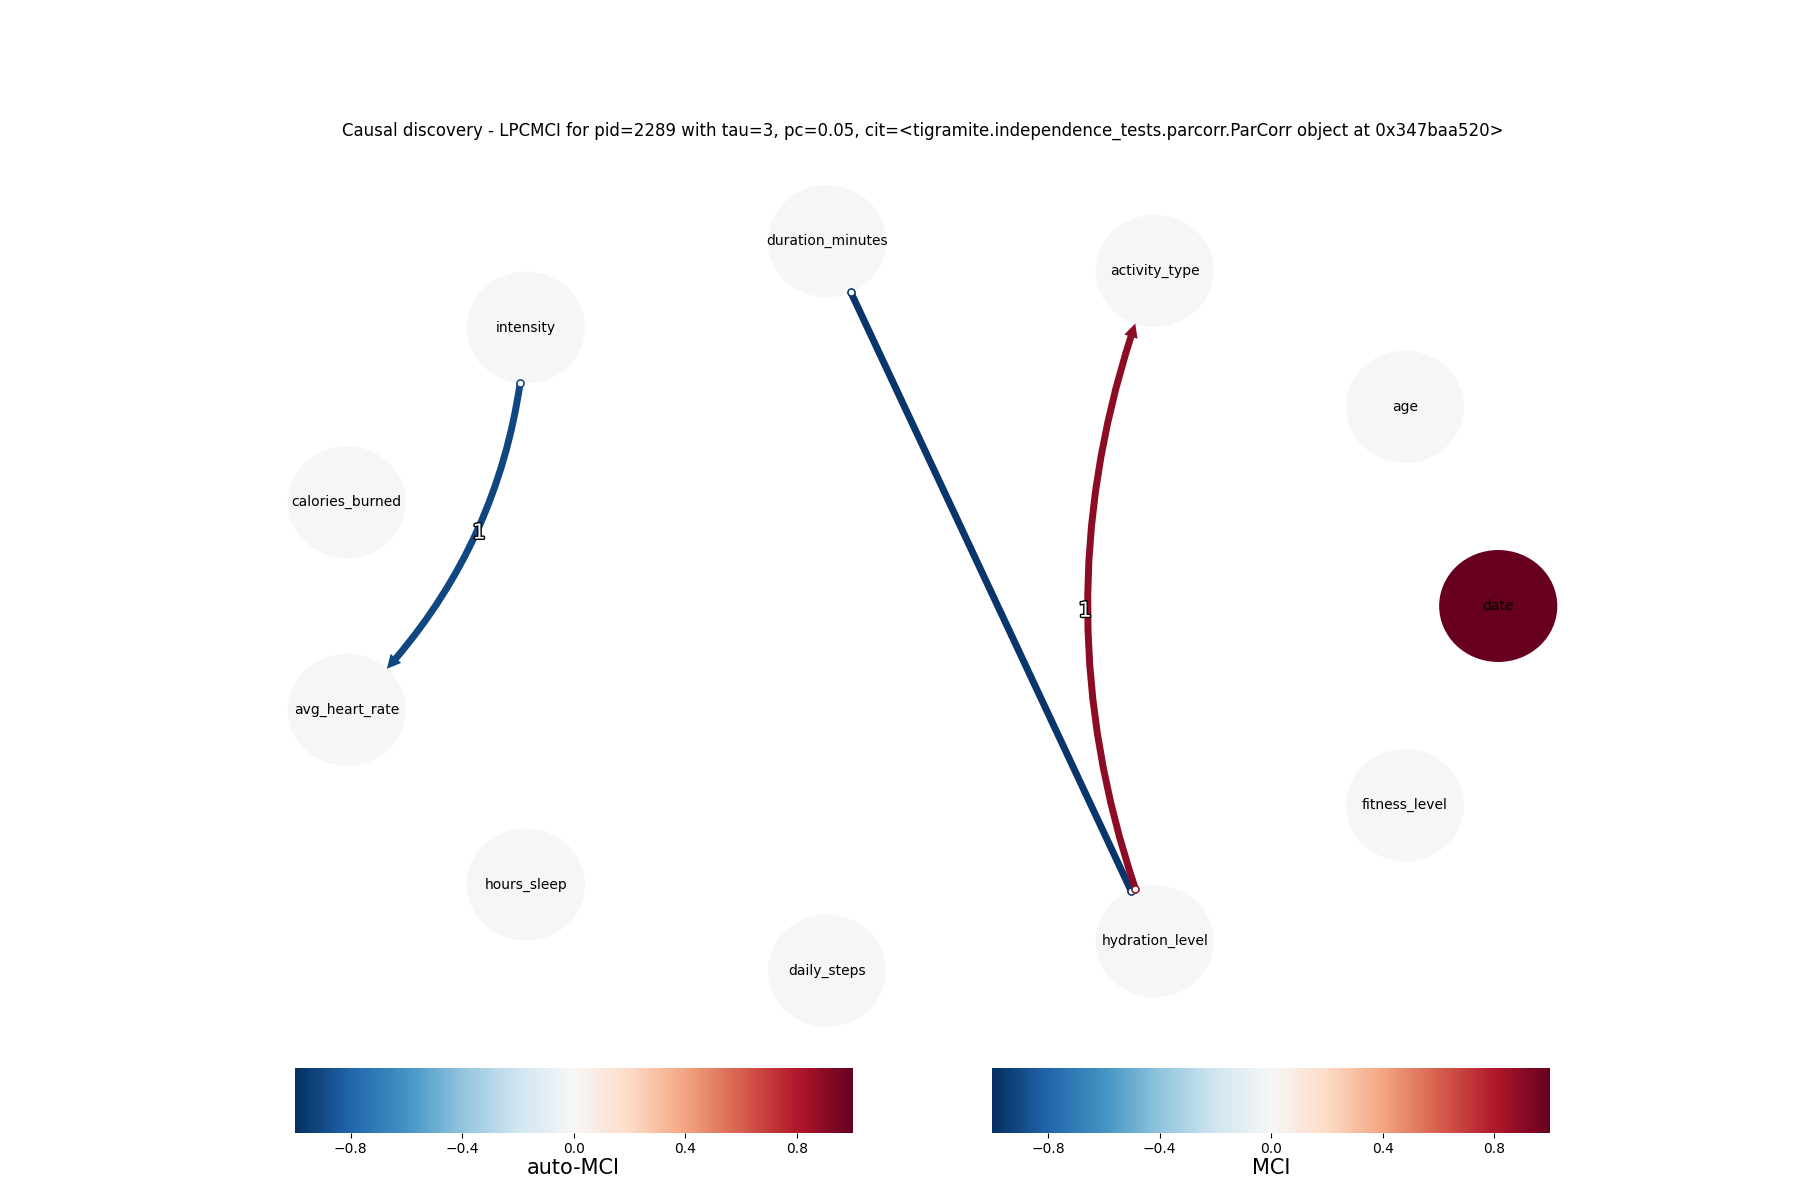 Causal discovery - LPCMCI for pid=2289 with tau=3, pc=0.05, cit=<tigramite.independence_tests.parcorr.ParCorr object at 0x347baa520>
duration_minutes
activity_type
intensity
age
calories_burned
1
date
1
avg_heart_rate
fitness_level
hours_sleep
hydration_level
daily_steps
−0.8 −0.4 0.0 0.4 0.8
auto-MCI
−0.8 −0.4 0.0 0.4 0.8
MCI